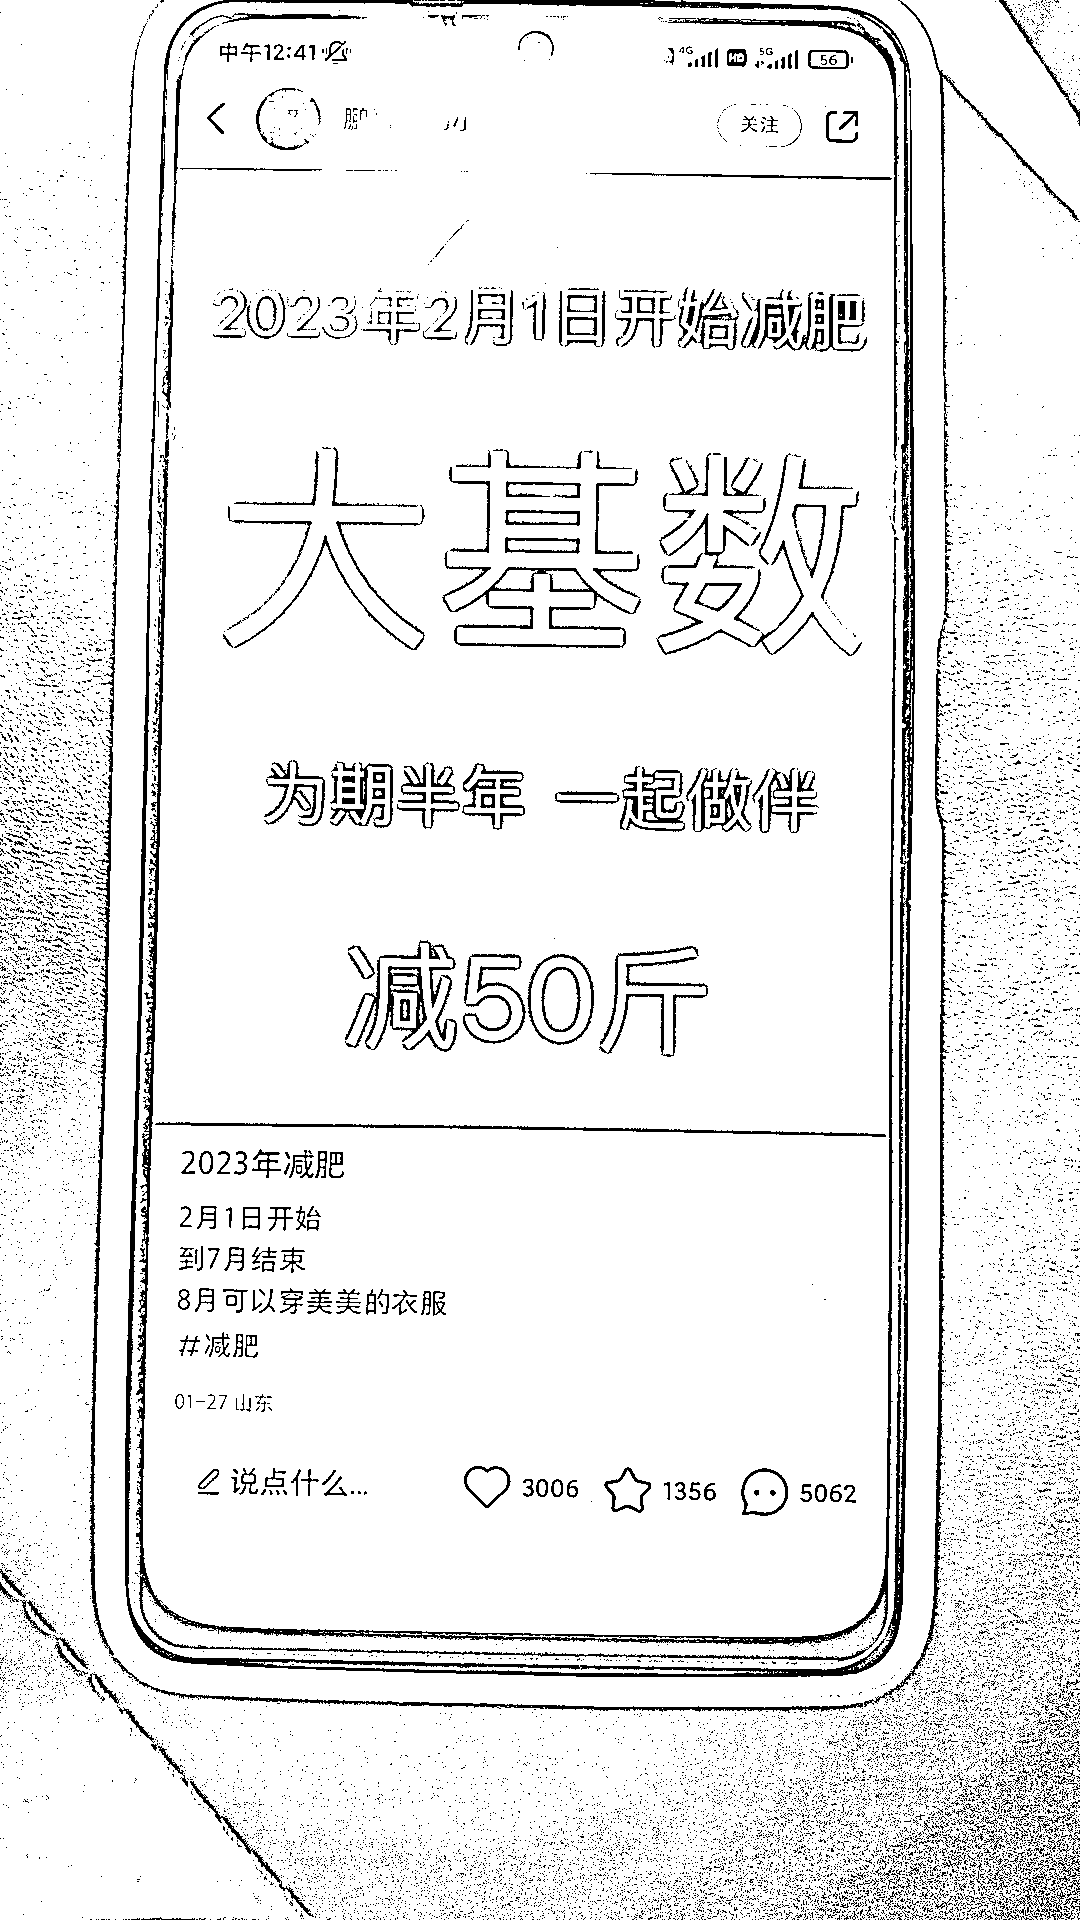 中午12:41
4G HD 5G 56
关注
2023年2月1日开始减肥
大基数
为期半年 一起做伴
减50斤
2023年减肥
2月1日开始
到7月结束
8月可以穿美美的衣服
#减肥
01-27 山东
说点什么... 3006 1356 5062